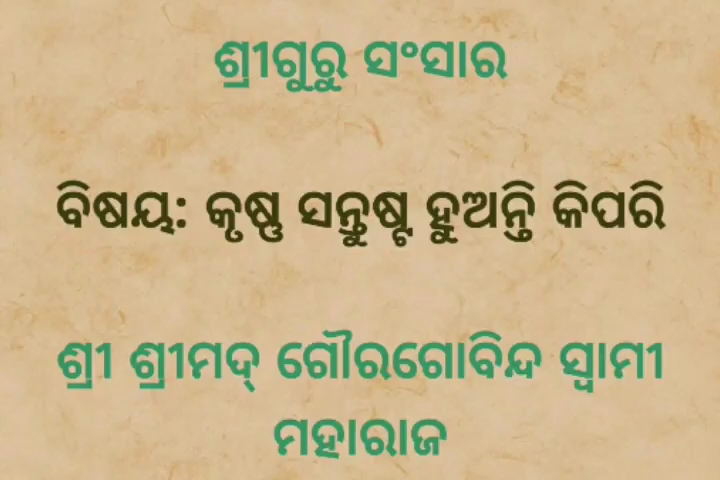 ଶ୍ରୀଗୁରୁ ସଂସାର
ବିଷୟ: କୃଷ୍ଣ ସନ୍ତୁଷ୍ଟ ହୁଅନ୍ତି କିପରି
ଶ୍ରୀ ଶ୍ରୀମଦ୍ ଗୌରଗୋବିନ୍ଦ ସ୍ୱାମୀ
ମହାରାଜ